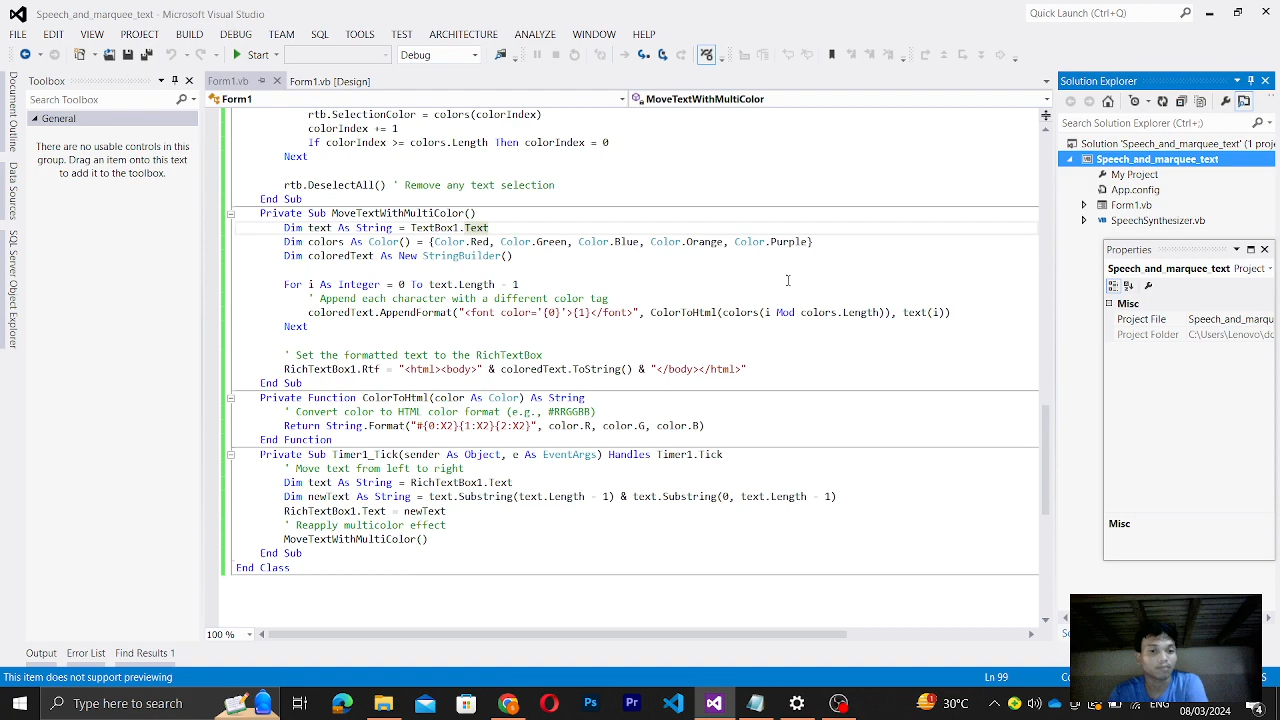 Speech_and_marquee_text - Microsoft Visual Studio
Quick Launch (Ctrl+Q)
FILE EDIT VIEW PROJECT BUILD DEBUG TEAM SQL TOOLS TEST ARCHITECTURE ANALYZE WINDOW HELP
Start
Debug
Toolbox
Form1.vb
Form1.vb [Design]
Solution Explorer
Search Toolbox
Form1
MoveTextWithMultiColor
General
There are no usable controls in this
group. Drag an item onto this text
to add it to the toolbox.
Document Outline
Data Sources
SQL Server Object Explorer
rtb.SelectionColor = colors(colorIndex)
colorIndex += 1
If colorIndex >= colors.Length Then colorIndex = 0
Next
rtb.DeselectAll() ' Remove any text selection
End Sub
Private Sub MoveTextWithMultiColor()
Dim text As String = TextBox1.Text
Dim colors As Color() = {Color.Red, Color.Green, Color.Blue, Color.Orange, Color.Purple}
Dim coloredText As New StringBuilder()
For i As Integer = 0 To text.Length - 1
' Append each character with a different color tag
coloredText.AppendFormat("<font color='{0}'>{1}</font>", ColorToHtml(colors(i Mod colors.Length)), text(i))
Next
' Set the formatted text to the RichTextBox
RichTextBox1.Rtf = "<html><body>" & coloredText.ToString() & "</body></html>"
End Sub
Private Function ColorToHtml(color As Color) As String
' Convert color to HTML color format (e.g., #RRGGBB)
Return String.Format("#{0:X2}{1:X2}{2:X2}", color.R, color.G, color.B)
End Function
Private Sub Timer1_Tick(sender As Object, e As EventArgs) Handles Timer1.Tick
' Move text from left to right
Dim text As String = RichTextBox1.Text
Dim newText As String = text.Substring(text.Length - 1) & text.Substring(0, text.Length - 1)
RichTextBox1.Text = newText
' Reapply multicolor effect
MoveTextWithMultiColor()
End Sub
End Class
100 %
Search Solution Explorer (Ctrl+;)
Solution 'Speech_and_marquee_text' (1 proj
Speech_and_marquee_text
My Project
App.config
Form1.vb
SpeechSynthesizer.vb
Properties
Speech_and_marquee_text Project
Misc
Project File Speech_and_marqu
Project Folder C:\Users\Lenovo\do
Misc
Output Error List Find Results 1
This item does not support previewing
Ln 99
Type here to search
30°C
ENG
08/03/2024